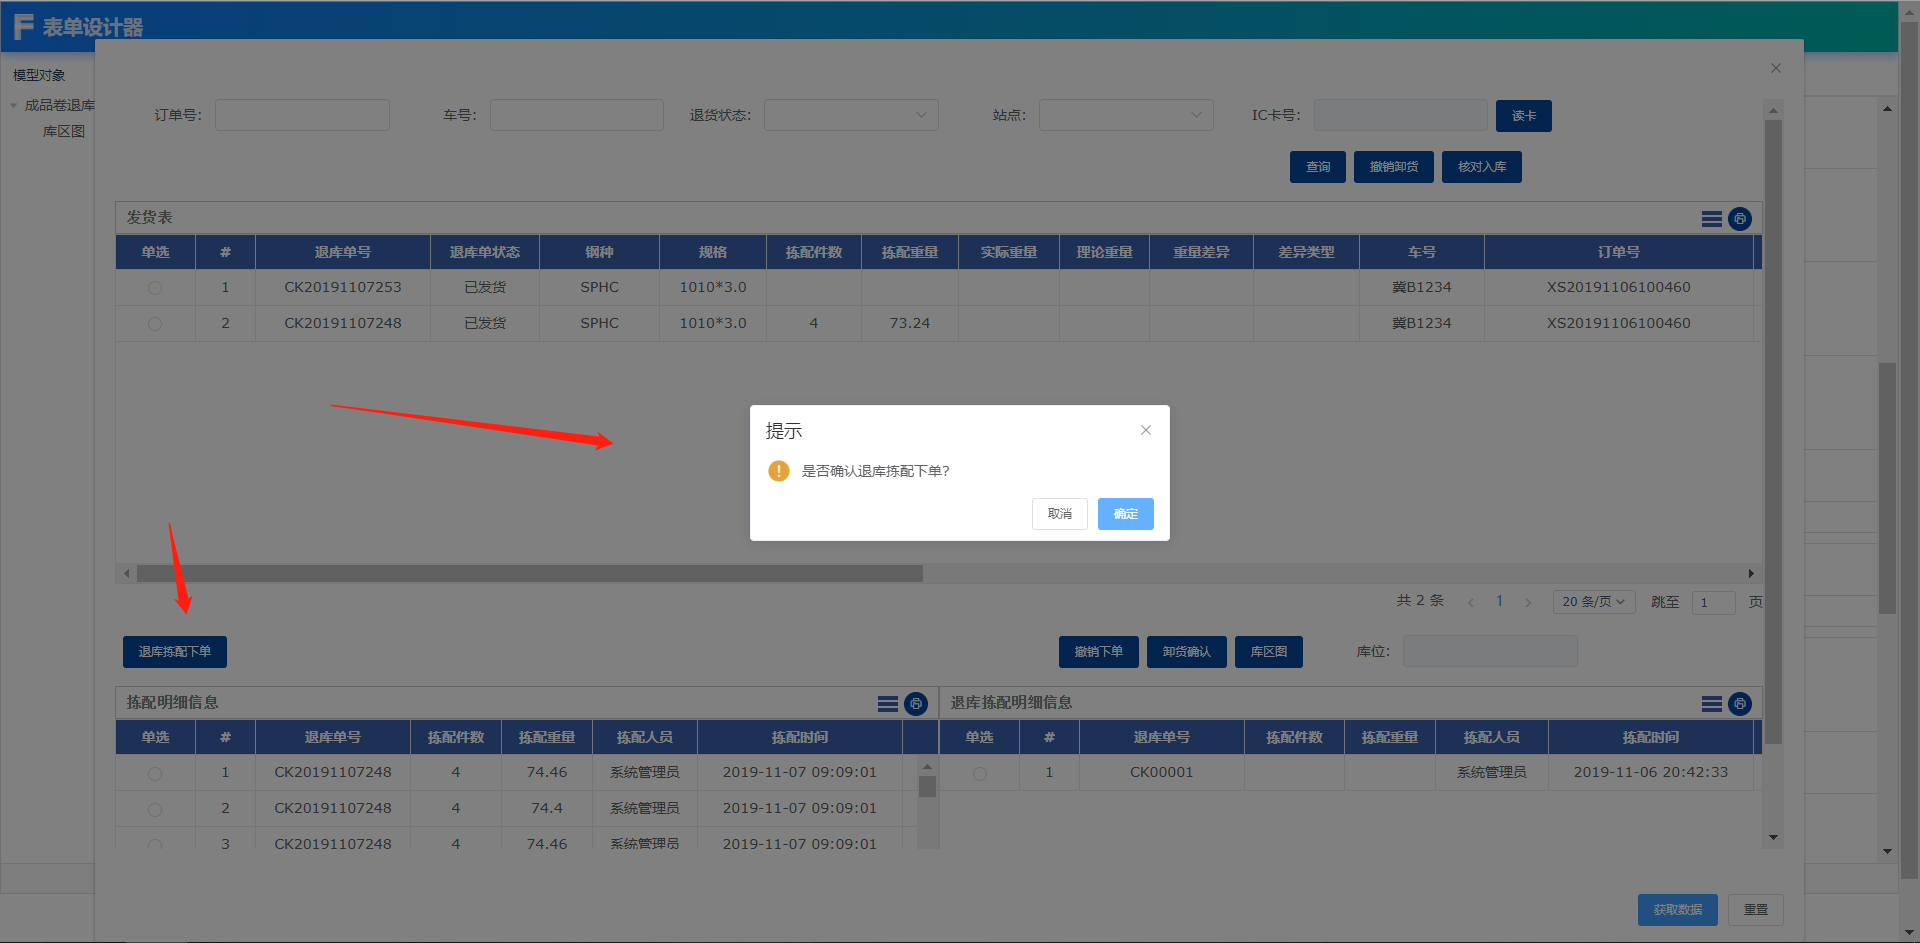 表单设计器
模型对象
成品卷退库
库区图
订单号:
车号:
退货状态:
站点:
IC卡号:
读卡
查询
撤销卸货
核对入库
发货表
单选 # 退库单号 退库单状态 钢种 规格 拣配件数 拣配重量 实际重量 理论重量 重量差异 差异类型 车号 订单号
1 CK20191107253 已发货 SPHC 1010*3.0 冀B1234 XS20191106100460
2 CK20191107248 已发货 SPHC 1010*3.0 4 73.24 冀B1234 XS20191106100460
提示
是否确认退库拣配下单?
取消
确定
共 2 条
1
20 条/页
跳至
1
页
退库拣配下单
撤销下单
卸货确认
库区图
库位:
拣配明细信息
单选 # 退库单号 拣配件数 拣配重量 拣配人员 拣配时间
1 CK20191107248 4 74.46 系统管理员 2019-11-07 09:09:01
2 CK20191107248 4 74.4 系统管理员 2019-11-07 09:09:01
3 CK20191107248 4 74.46 系统管理员 2019-11-07 09:09:01
退库拣配明细信息
单选 # 退库单号 拣配件数 拣配重量 拣配人员 拣配时间
1 CK00001 系统管理员 2019-11-06 20:42:33
获取数据
重置